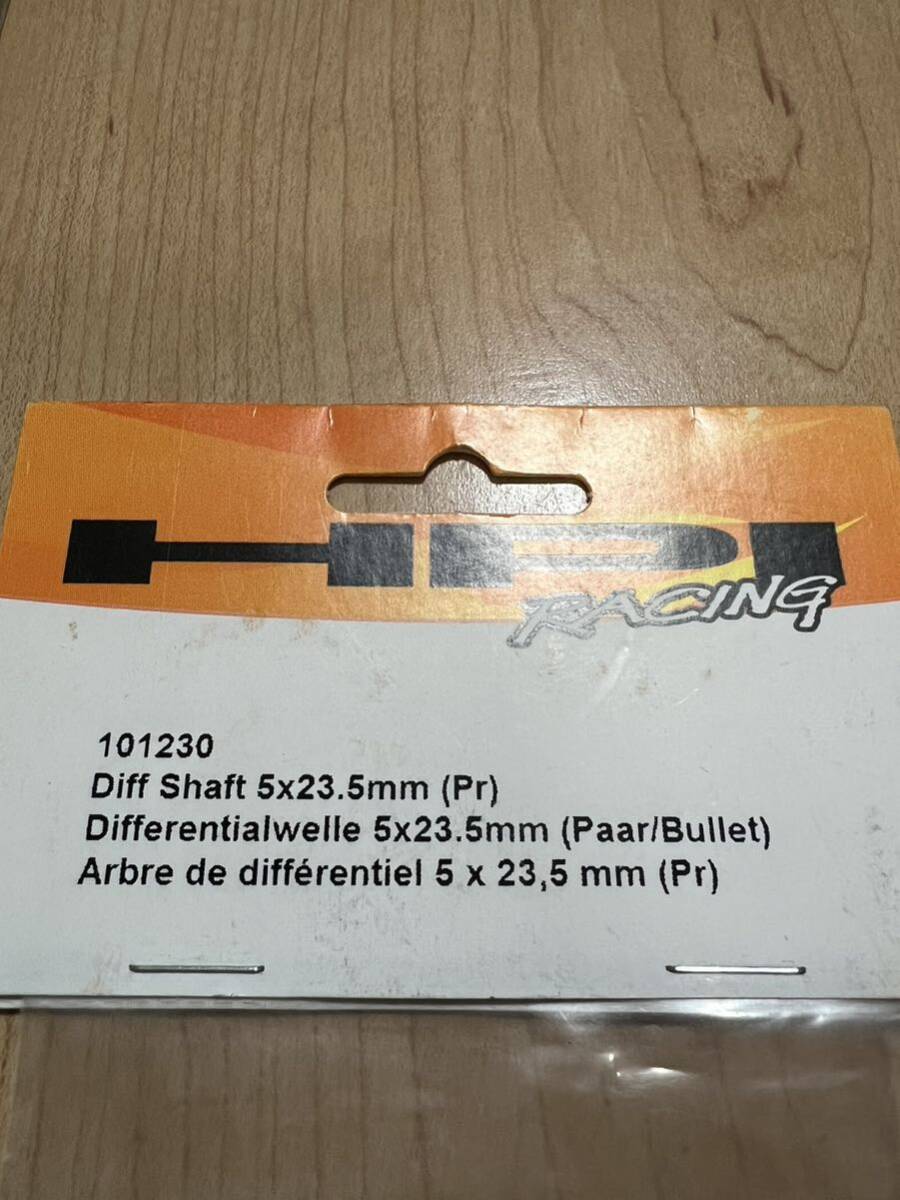 HPI
RACING
101230
Diff Shaft 5x23.5mm (Pr)
Differentialwelle 5x23.5mm (Paar/Bullet)
Arbre de différentiel 5 x 23,5 mm (Pr)